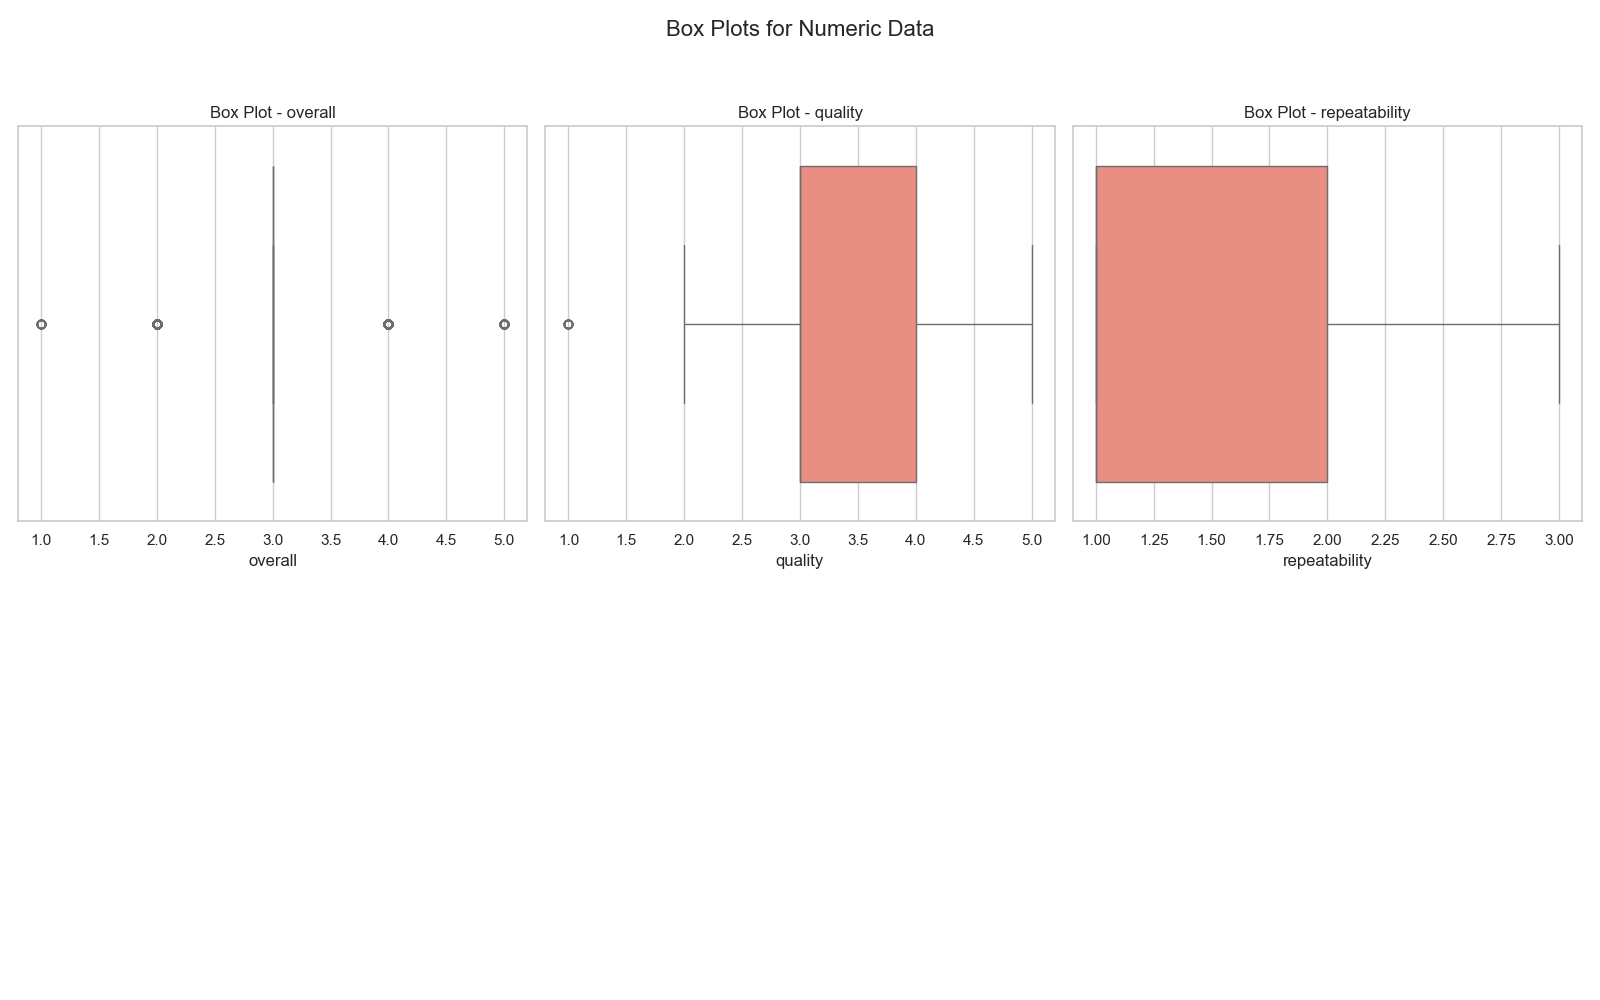 Box Plots for Numeric Data
Box Plot - overall
1.0 1.5 2.0 2.5 3.0 3.5 4.0 4.5 5.0
overall
Box Plot - quality
1.0 1.5 2.0 2.5 3.0 3.5 4.0 4.5 5.0
quality
Box Plot - repeatability
1.00 1.25 1.50 1.75 2.00 2.25 2.50 2.75 3.00
repeatability